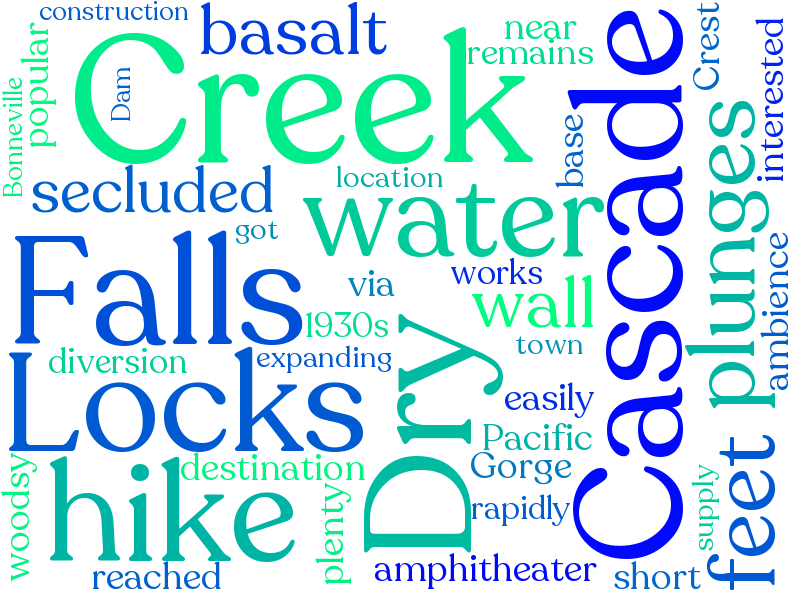 construction
basalt
near
remains
Crest
interested
popular
Bonneville
Dam
Creek
base
Cascade
plunges
secluded
location
water
got
Falls
via
works
wall
ambience
1930s
town
diversion
expanding
Locks
Dry
easily
Pacific
Gorge
feet
woodsy
hike
destination
plenty
rapidly
supply
reached
amphitheater
short